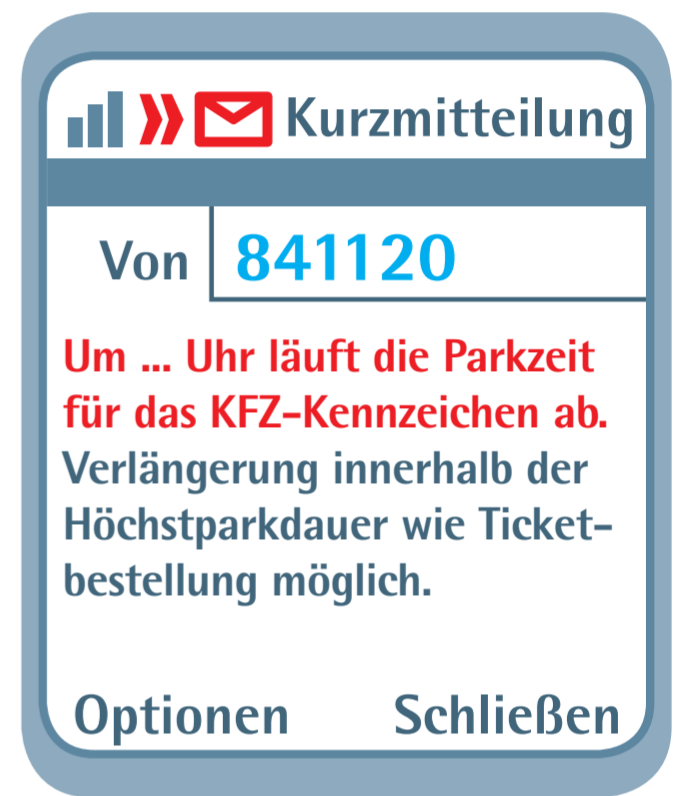 Kurzmitteilung
Von 841120
Um ... Uhr läuft die Parkzeit
für das KFZ-Kennzeichen ab.
Verlängerung innerhalb der
Höchstparkdauer wie Ticket-
bestellung möglich.
Optionen Schließen